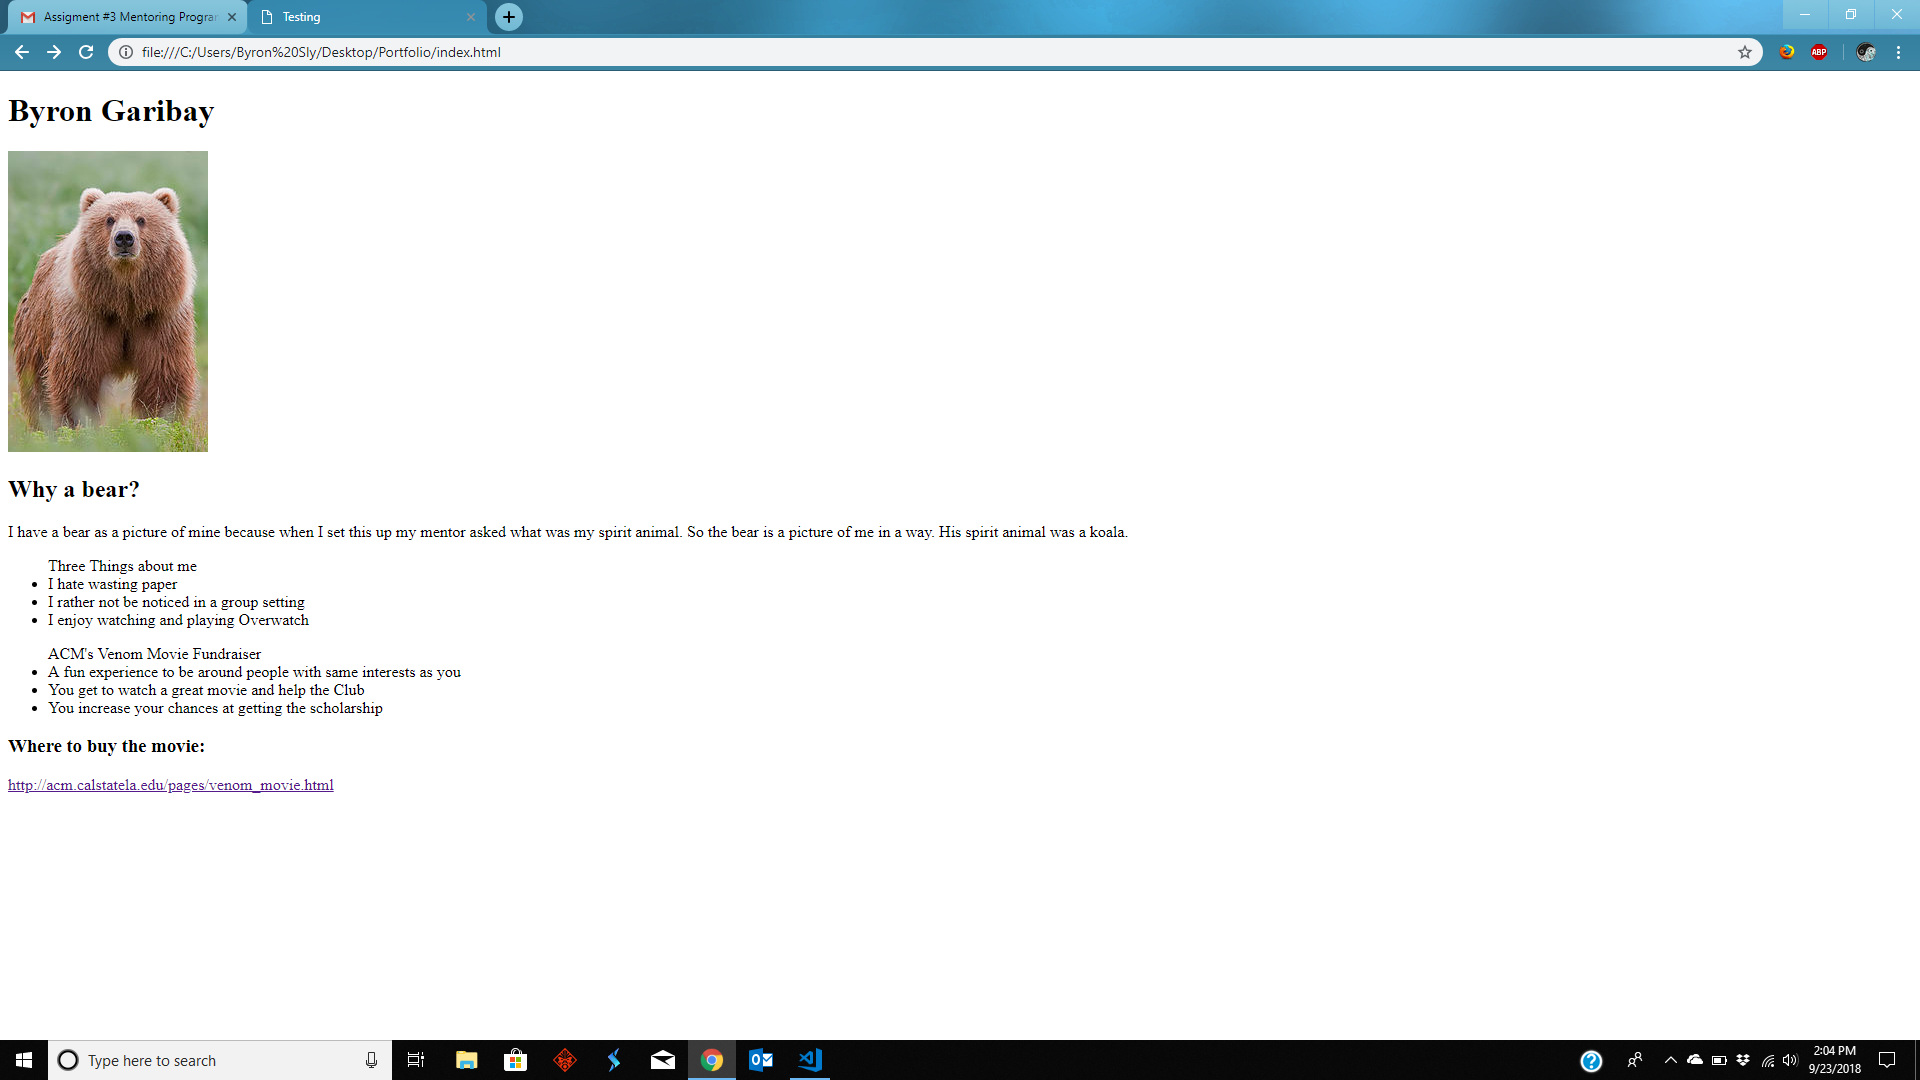 Assigment #3 Mentoring Progra
Testing
file:///C:/Users/Byron%20Sly/Desktop/Portfolio/index.html
ABP
Byron Garibay
Why a bear?
I have a bear as a picture of mine because when I set this up my mentor asked what was my spirit animal. So the bear is a picture of me in a way. His spirit animal was a koala.
Three Things about me
I hate wasting paper
I rather not be noticed in a group setting
I enjoy watching and playing Overwatch
ACM's Venom Movie Fundraiser
A fun experience to be around people with same interests as you
You get to watch a great movie and help the Club
You increase your chances at getting the scholarship
Where to buy the movie:
http://acm.calstatela.edu/pages/venom_movie.html
Type here to search
2:04 PM
9/23/2018